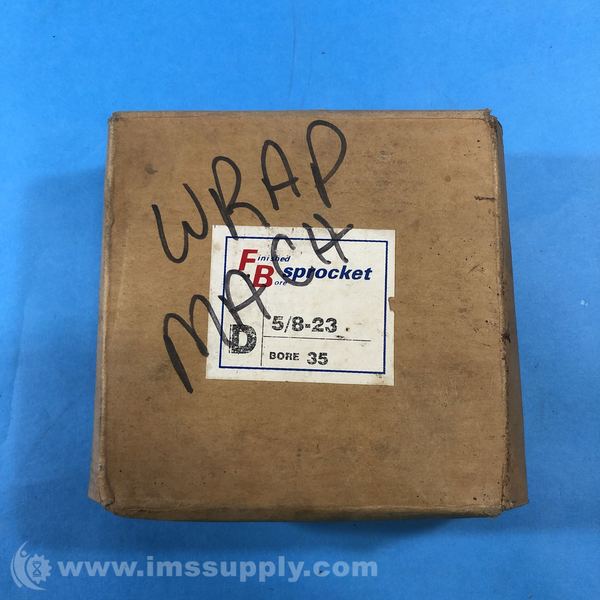 WRAP
MACH
Finished
Bore sprocket
D
5/8-23
BORE 35
www.imssupply.com